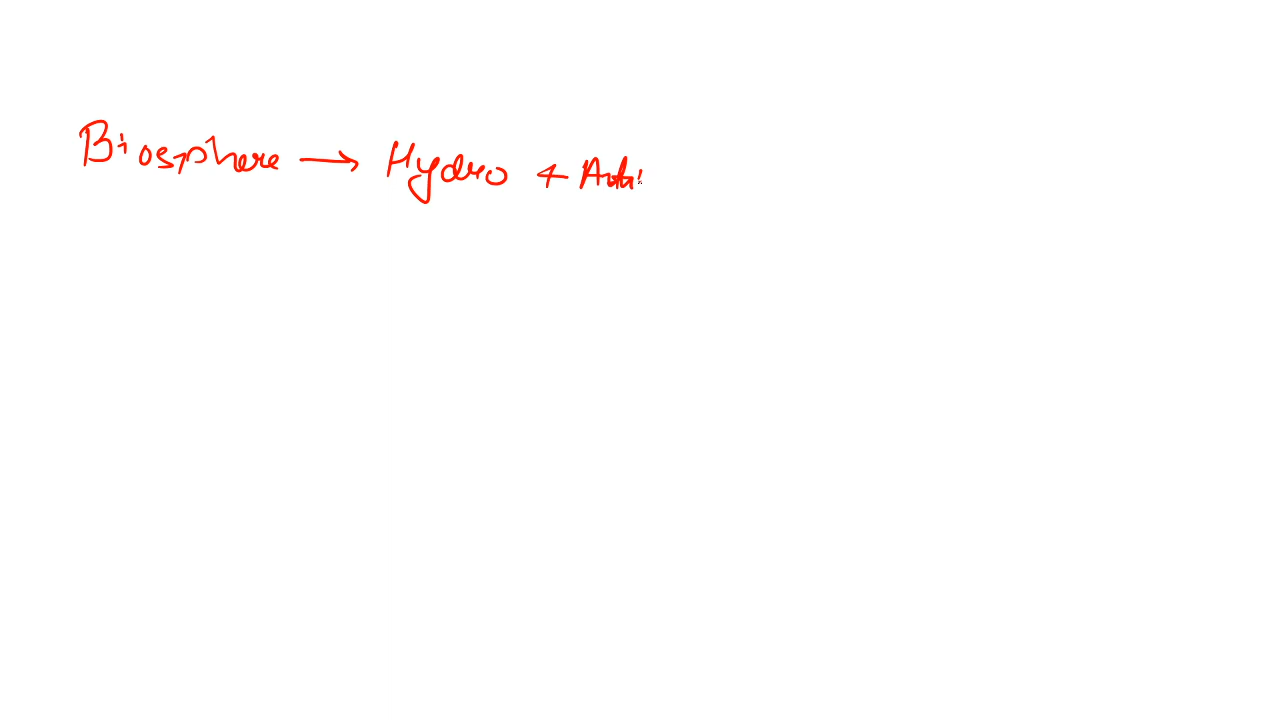 Biosphere → Hydro +